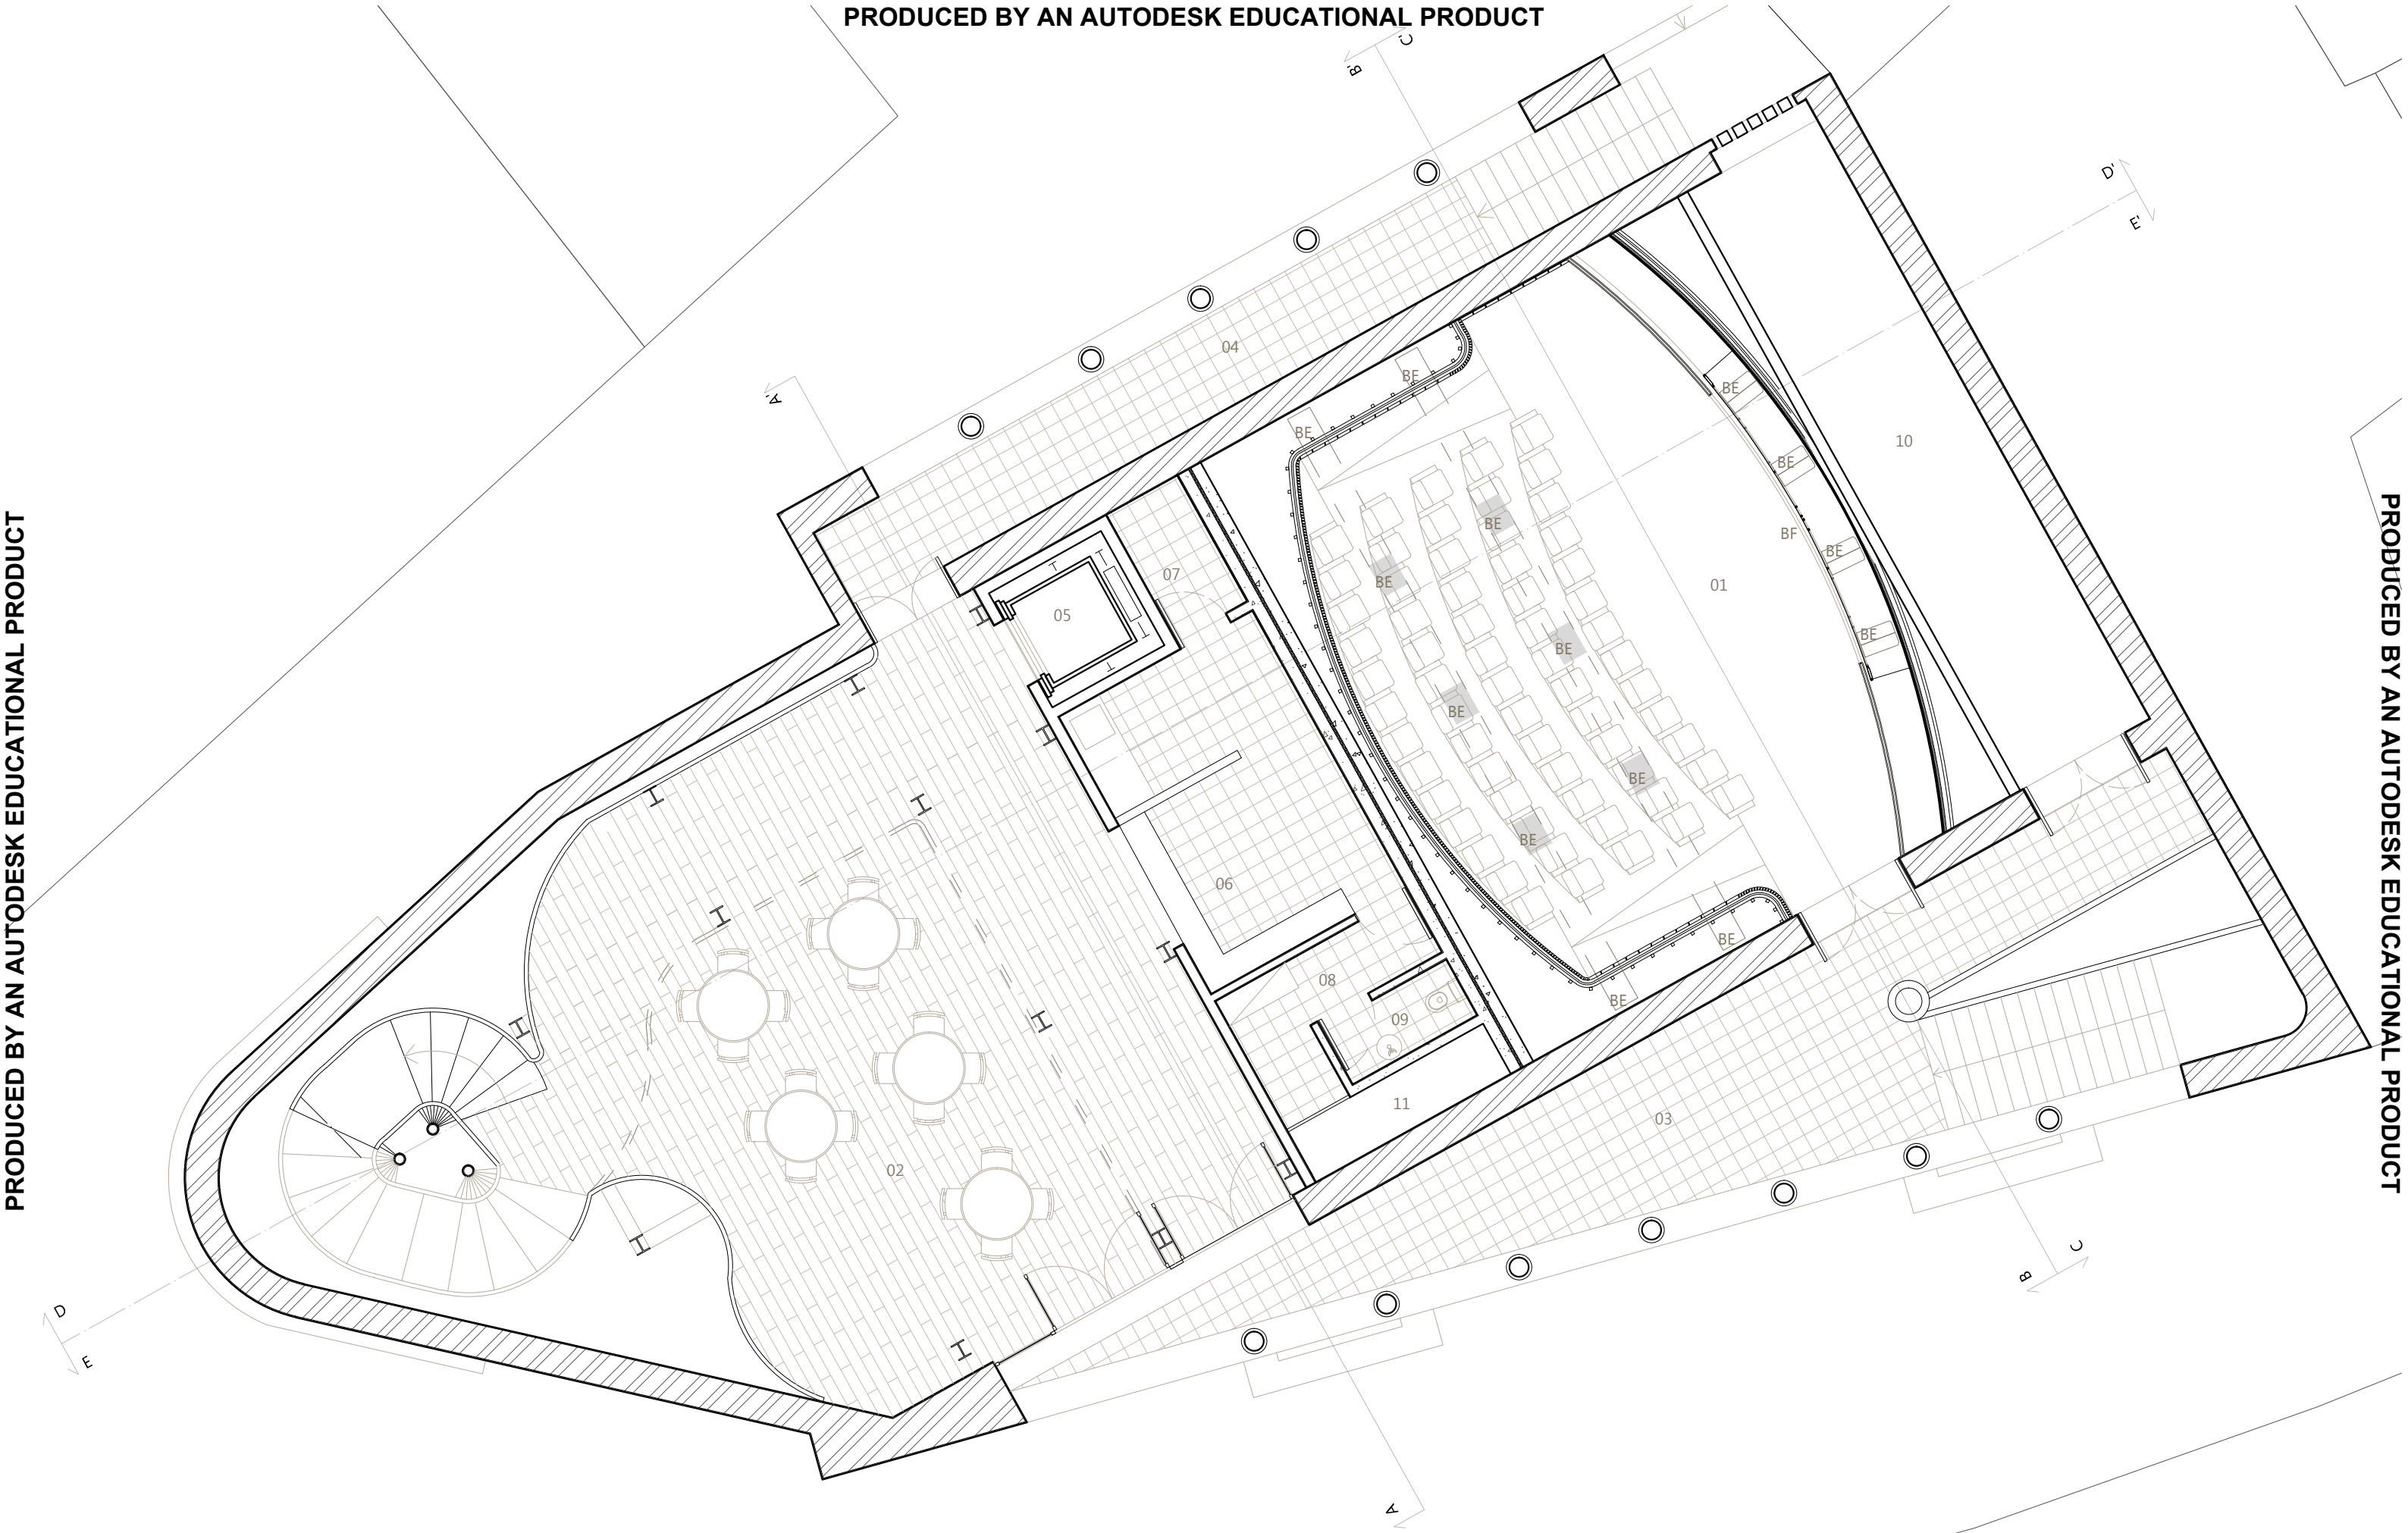 PRODUCED BY AN AUTODESK EDUCATIONAL PRODUCT
C'
B'
D'
E'
A'
04
BE
BE
BE
10
BE
BE
BF
BE
07
BE
01
05
BE
BE
BE
BE
BE
06
BE
BE
08
BE
09
11
03
02
C
B
D
E
A
PRODUCED BY AN AUTODESK EDUCATIONAL PRODUCT
PRODUCED BY AN AUTODESK EDUCATIONAL PRODUCT